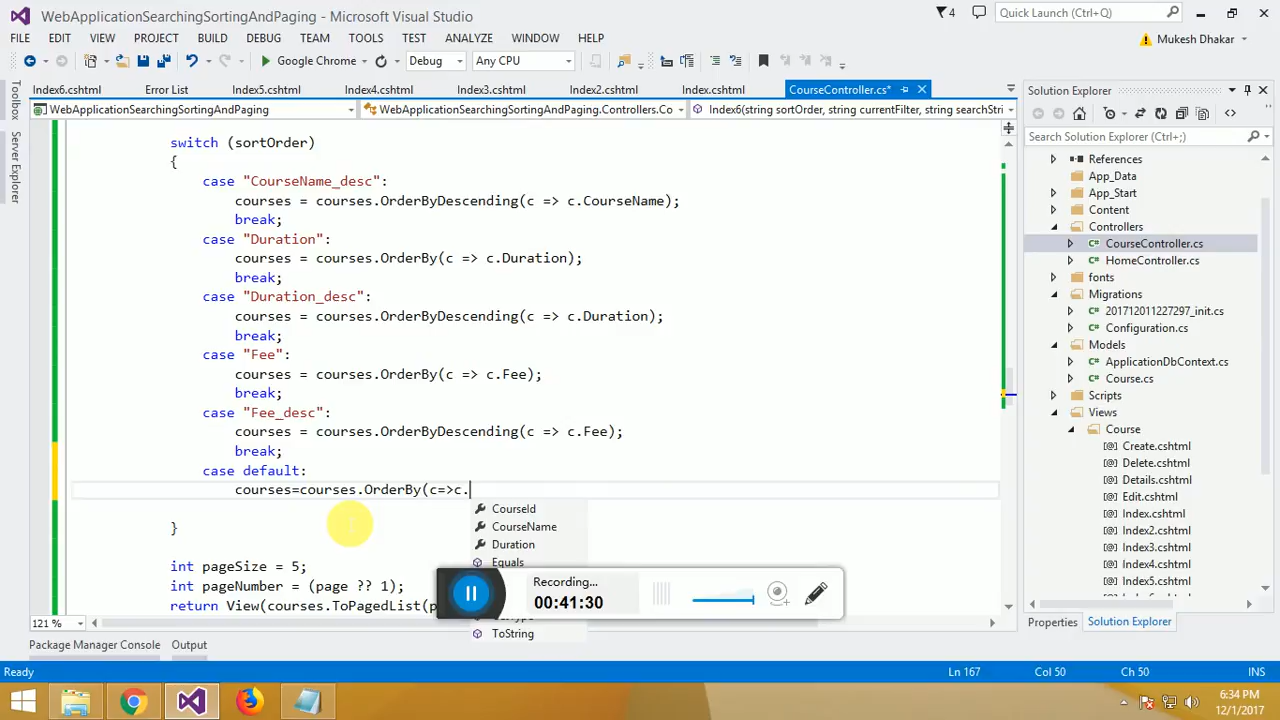 WebApplicationSearchingSortingAndPaging - Microsoft Visual Studio
4
Quick Launch (Ctrl+Q)
FILE EDIT VIEW PROJECT BUILD DEBUG TEAM TOOLS TEST ANALYZE WINDOW HELP
Mukesh Dhakar
Google Chrome
Debug
Any CPU
Index6.cshtml Error List Index5.cshtml Index4.cshtml Index3.cshtml Index2.cshtml Index.cshtml CourseController.cs*
WebApplicationSearchingSortingAndPaging
WebApplicationSearchingSortingAndPaging.Controllers.Co
Index6(string sortOrder, string currentFilter, string searchStri
Toolbox
Server Explorer
switch (sortOrder)
{
case "CourseName_desc":
courses = courses.OrderByDescending(c => c.CourseName);
break;
case "Duration":
courses = courses.OrderBy(c => c.Duration);
break;
case "Duration_desc":
courses = courses.OrderByDescending(c => c.Duration);
break;
case "Fee":
courses = courses.OrderBy(c => c.Fee);
break;
case "Fee_desc":
courses = courses.OrderByDescending(c => c.Fee);
break;
case default:
courses=courses.OrderBy(c=>c.
CourseId
CourseName
Duration
Equals
ToString
}
int pageSize = 5;
int pageNumber = (page ?? 1);
return View(courses.ToPagedList(p
Recording...
00:41:30
121 %
Solution Explorer
Search Solution Explorer (Ctrl+;)
References
App_Data
App_Start
Content
Controllers
CourseController.cs
HomeController.cs
fonts
Migrations
201712011227297_init.cs
Configuration.cs
Models
ApplicationDbContext.cs
Course.cs
Scripts
Views
Course
Create.cshtml
Delete.cshtml
Details.cshtml
Edit.cshtml
Index.cshtml
Index2.cshtml
Index3.cshtml
Index4.cshtml
Index5.cshtml
Properties Solution Explorer
Package Manager Console Output
Ready
Ln 167 Col 50 Ch 50 INS
6:34 PM
12/1/2017